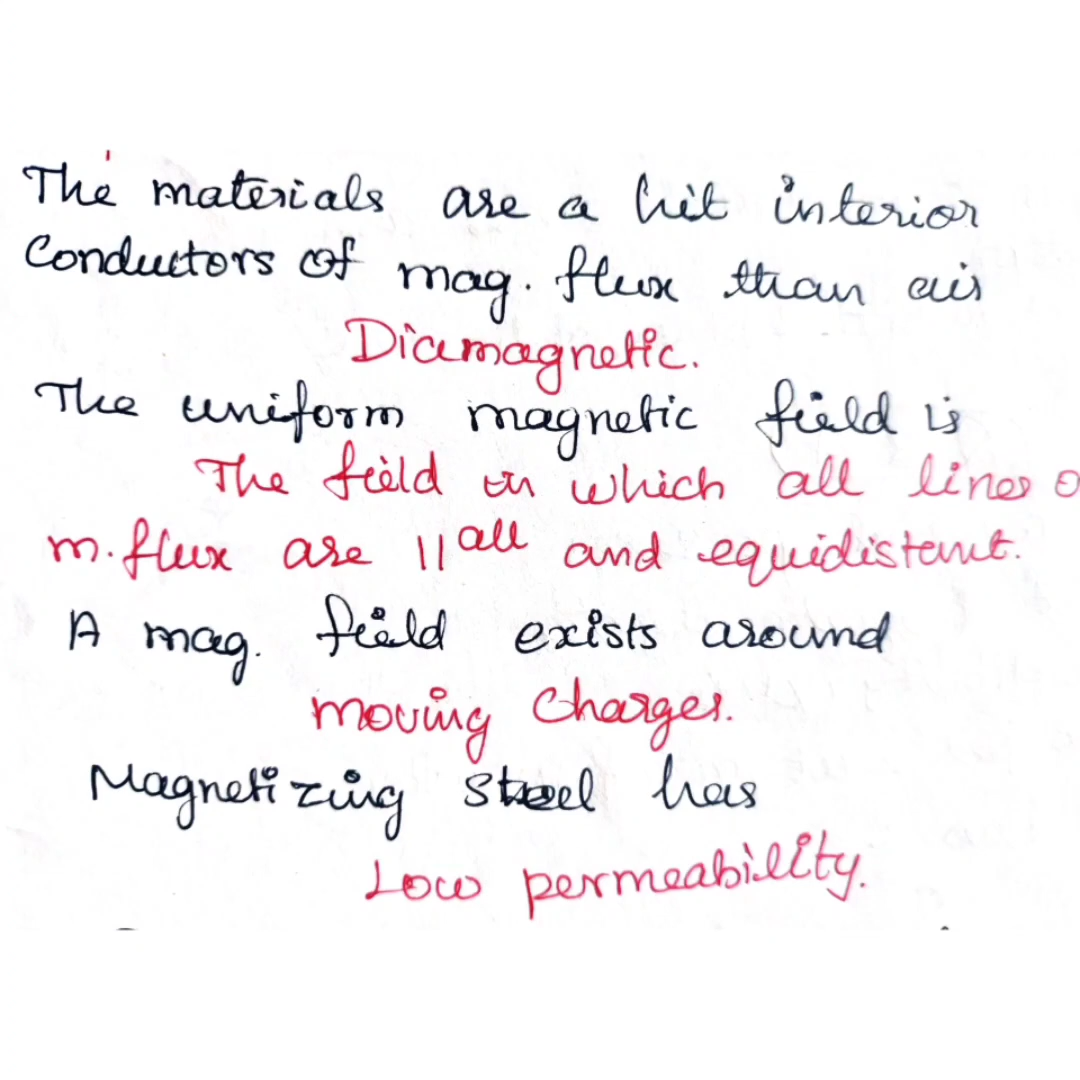 The materials are a hit interior
Conductors of mag. flux than air
Diamagnetic.
The uniform magnetic field is
The field in which all lines o
m.flux are ||all and equidistant.
A mag. field exists around
moving Charges.
Magnetizing Steel has
Low permeability.